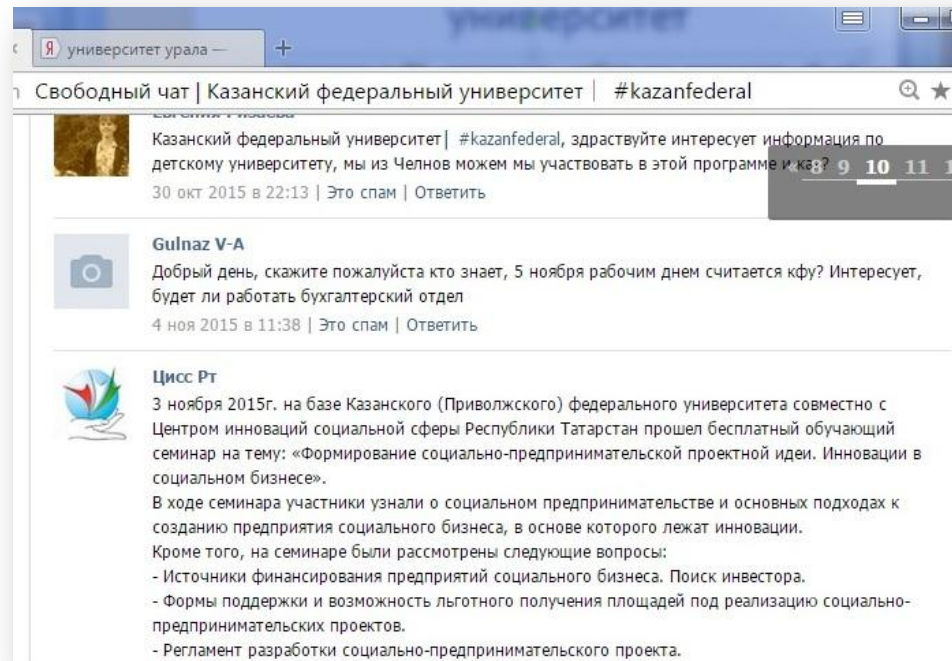 университет
Я университет урала —
Свободный чат | Казанский федеральный университет | #kazanfederal
« 8 9 10 11 1
Казанский федеральный университет| #kazanfederal, здраствуйте интересует информация по
детскому университету, мы из Челнов можем мы участвовать в этой программе и как?
30 окт 2015 в 22:13 | Это спам | Ответить
Gulnaz V-A
Добрый день, скажите пожалуйста кто знает, 5 ноября рабочим днем считается кфу? Интересует,
будет ли работать бухгалтерский отдел
4 ноя 2015 в 11:38 | Это спам | Ответить
Цисс Рт
3 ноября 2015г. на базе Казанского (Приволжского) федерального университета совместно с
Центром инноваций социальной сферы Республики Татарстан прошел бесплатный обучающий
семинар на тему: «Формирование социально-предпринимательской проектной идеи. Инновации в
социальном бизнесе».
В ходе семинара участники узнали о социальном предпринимательстве и основных подходах к
созданию предприятия социального бизнеса, в основе которого лежат инновации.
Кроме того, на семинаре были рассмотрены следующие вопросы:
- Источники финансирования предприятий социального бизнеса. Поиск инвестора.
- Формы поддержки и возможность льготного получения площадей под реализацию социально-
предпринимательских проектов.
- Регламент разработки социально-предпринимательского проекта.